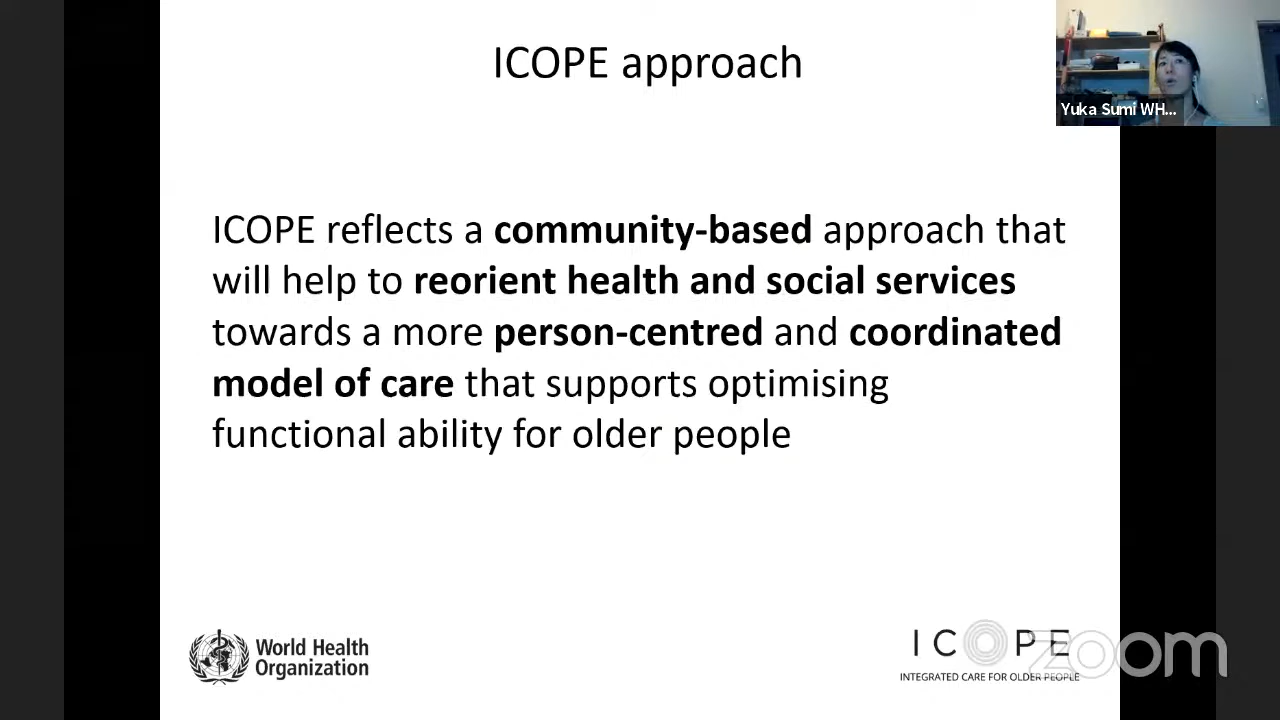 ICOPE approach
Yuka Sumi WH...
ICOPE reflects a community-based approach that
will help to reorient health and social services
towards a more person-centred and coordinated
model of care that supports optimising
functional ability for older people
World Health
Organization
ICOPE
INTEGRATED CARE FOR OLDER PEOPLE
zoom